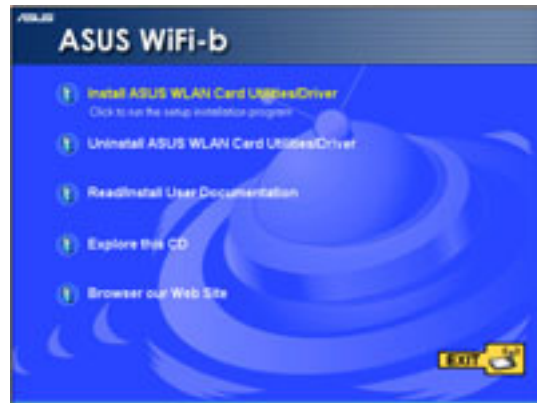 ASUS
ASUS WiFi-b
Install ASUS WLAN Card Utilities/Driver
Click to run the setup installation program
Uninstall ASUS WLAN Card Utilities/Driver
Read/Install User Documentation
Explore this CD
Browser our Web Site
EXIT